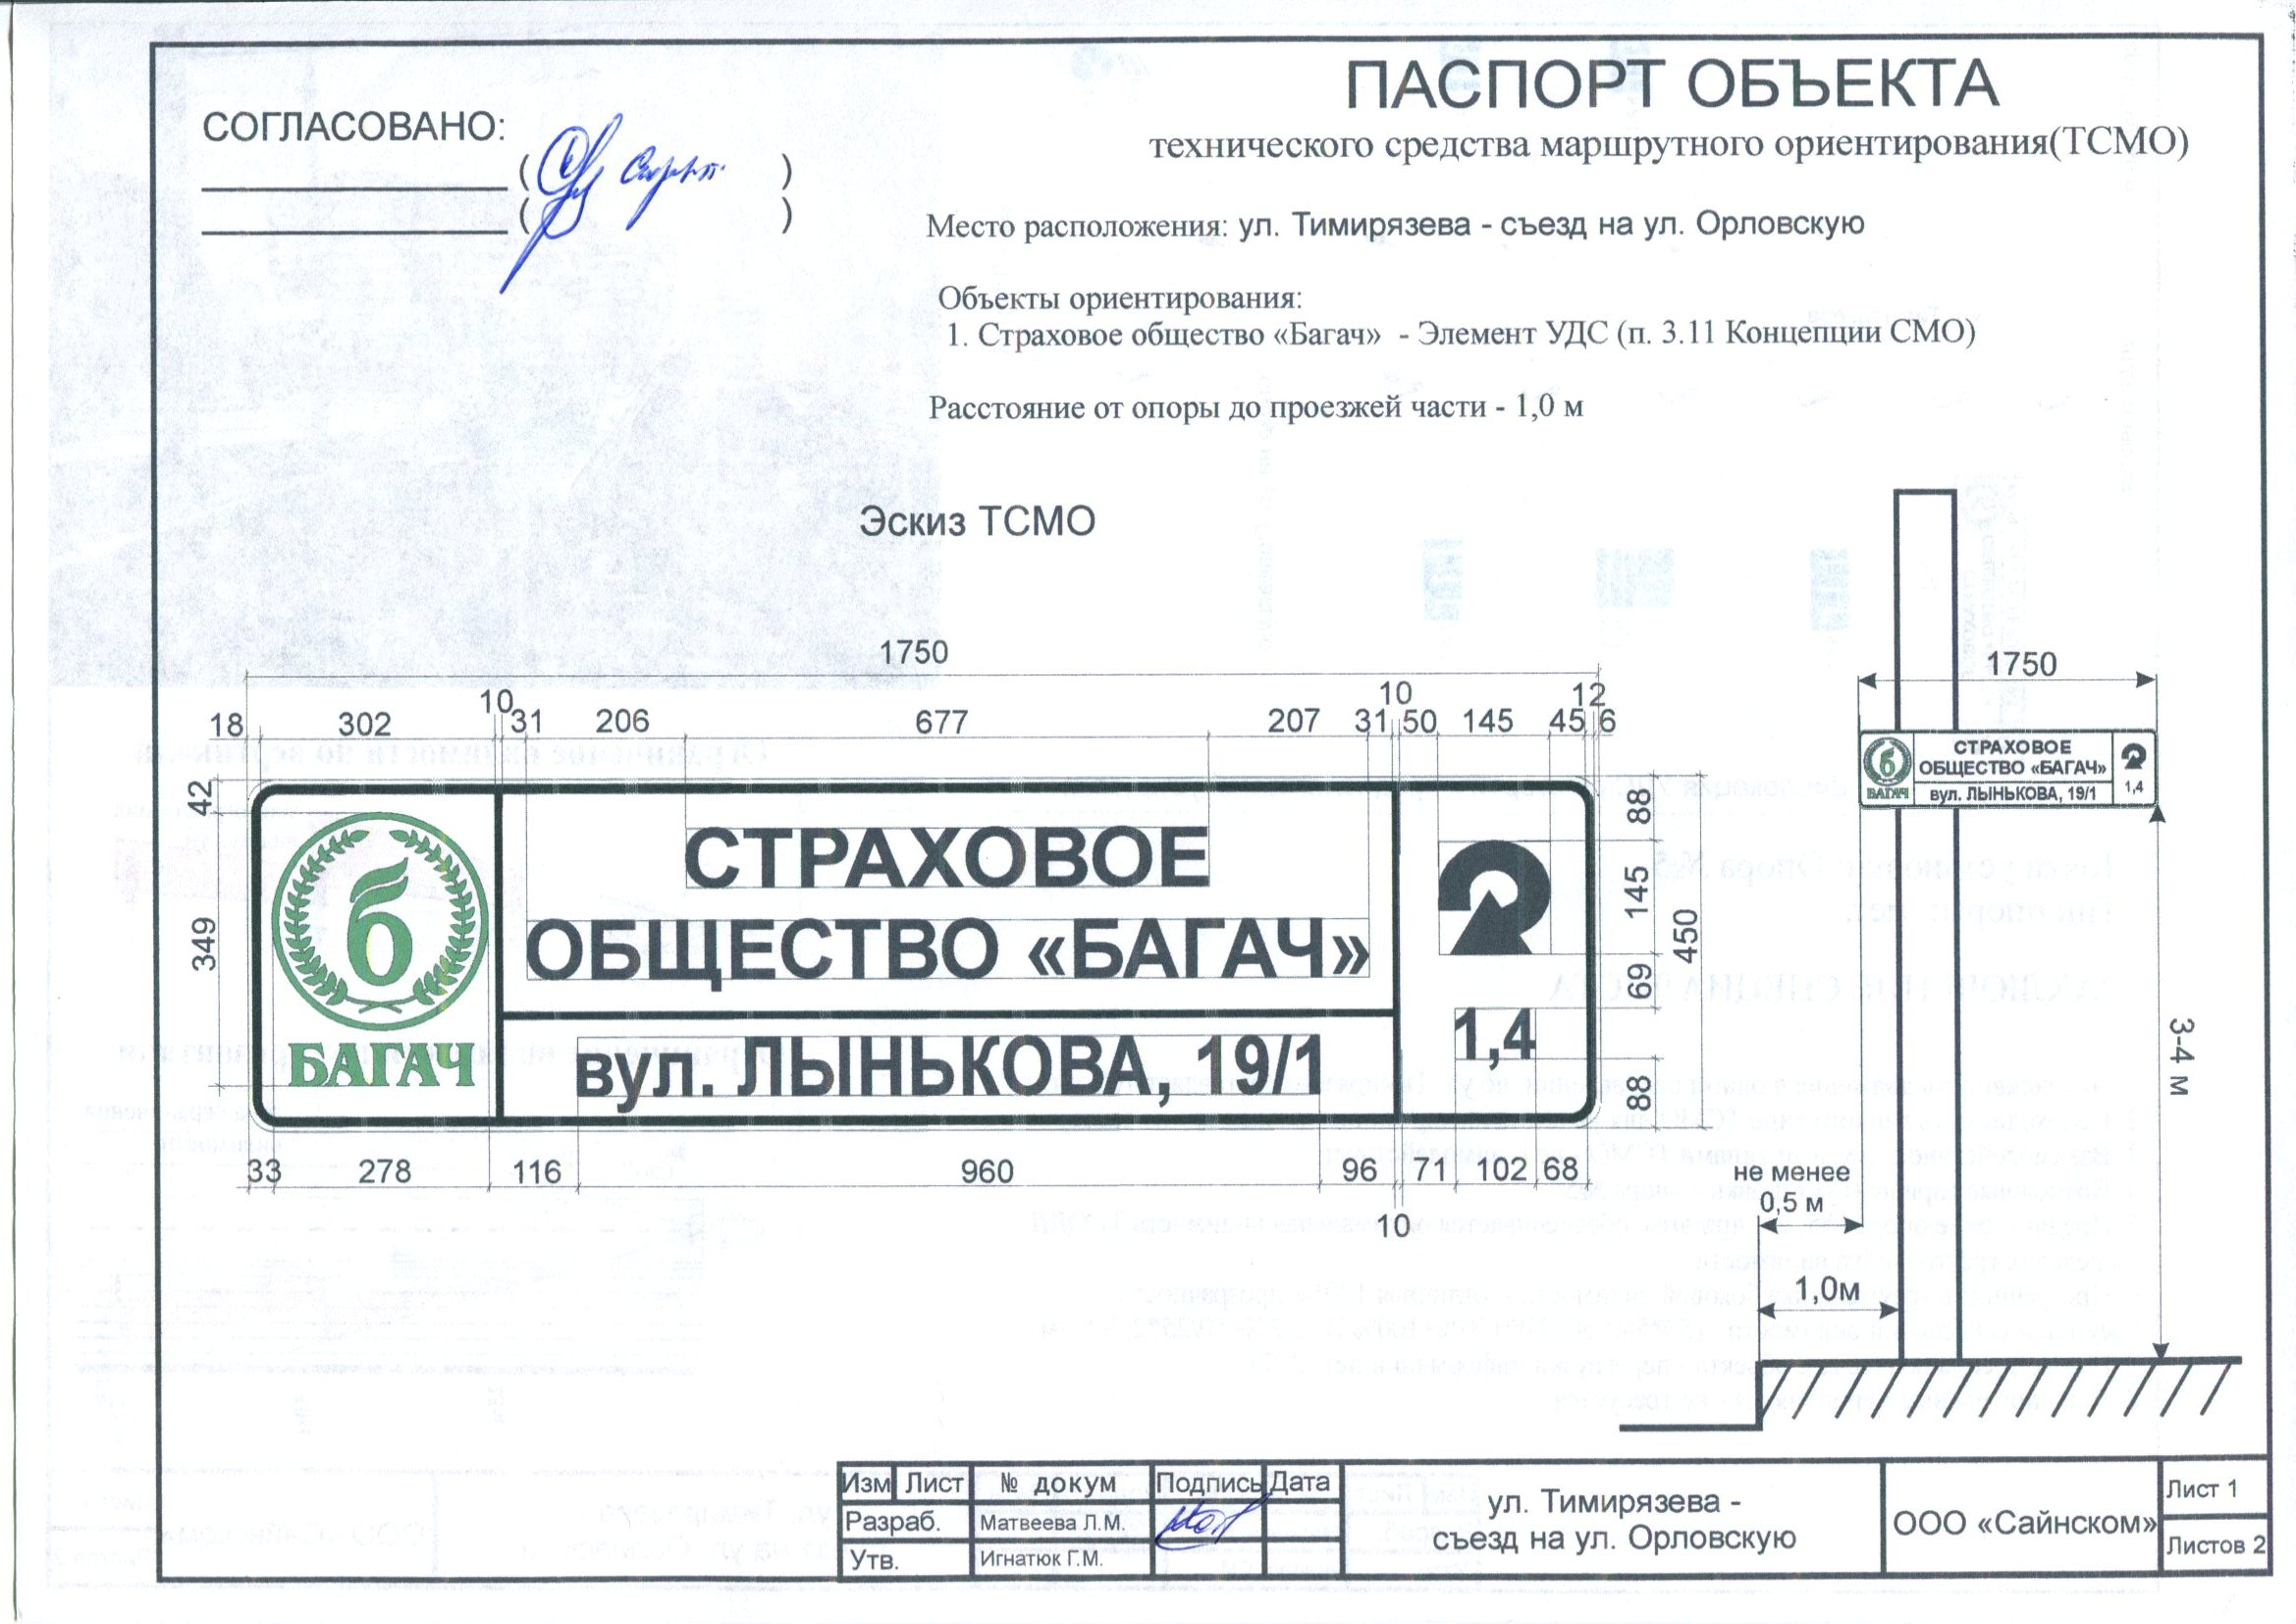 ПАСПОРТ ОБЪЕКТА
технического средства маршрутного ориентирования(ТСМО)
СОГЛАСОВАНО:
( )
( )
Место расположения: ул. Тимирязева - съезд на ул. Орловскую
Объекты ориентирования:
1. Страховое общество «Багач» - Элемент УДС (п. 3.11 Концепции СМО)
Расстояние от опоры до проезжей части - 1,0 м
Эскиз ТСМО
1750
10 10 12
18 302 31 206 677 207 31 50 145 45 6
42
349
б
БАГАЧ
СТРАХОВОЕ
ОБЩЕСТВО «БАГАЧ»
вул. ЛЫНЬКОВА, 19/1
1,4
88
145
69
88
450
33 278 116 960 96 71 102 68
10
1750
б
БАГАЧ
СТРАХОВОЕ
ОБЩЕСТВО «БАГАЧ»
вул. ЛЫНЬКОВА, 19/1
1,4
3-4 м
не менее
0,5 м
1,0м
Изм Лист № докум Подпись Дата
Разраб. Матвеева Л.М.
Утв. Игнатюк Г.М.
ул. Тимирязева -
съезд на ул. Орловскую
ООО «Сайнском»
Лист 1
Листов 2